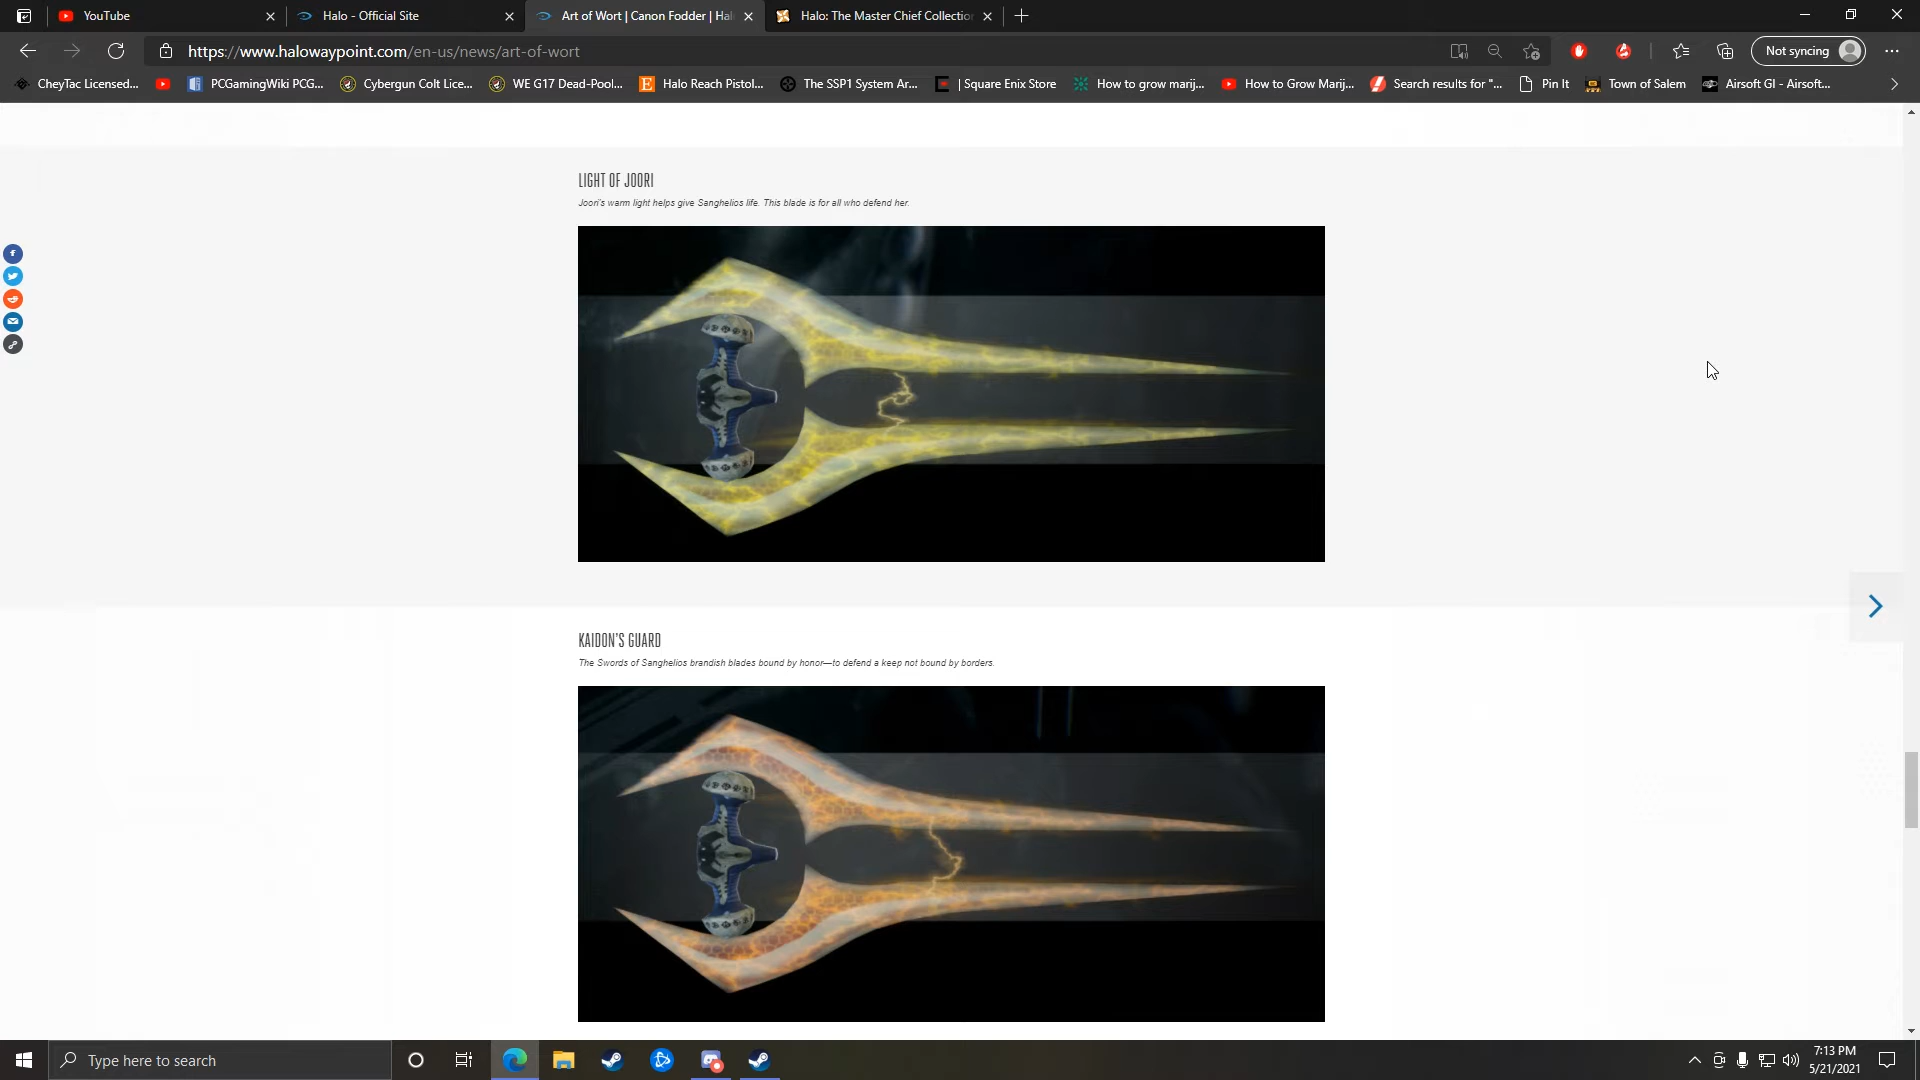 YouTube
Halo - Official Site
Art of Wort | Canon Fodder | Hal
Halo: The Master Chief Collection
https://www.halowaypoint.com/en-us/news/art-of-wort
Not syncing
CheyTac Licensed...
PCGamingWiki PCG...
Cybergun Colt Lice...
WE G17 Dead-Pool...
Halo Reach Pistol...
The SSP1 System Ar...
| Square Enix Store
How to grow marij...
How to Grow Marij...
Search results for "...
Pin It
Town of Salem
Airsoft GI - Airsoft...
LIGHT OF JOORI
Joori's warm light helps give Sanghelios life. This blade is for all who defend her.
KAIDON'S GUARD
The Swords of Sanghelios brandish blades bound by honor—to defend a keep not bound by borders.
Type here to search
7:13 PM
5/21/2021